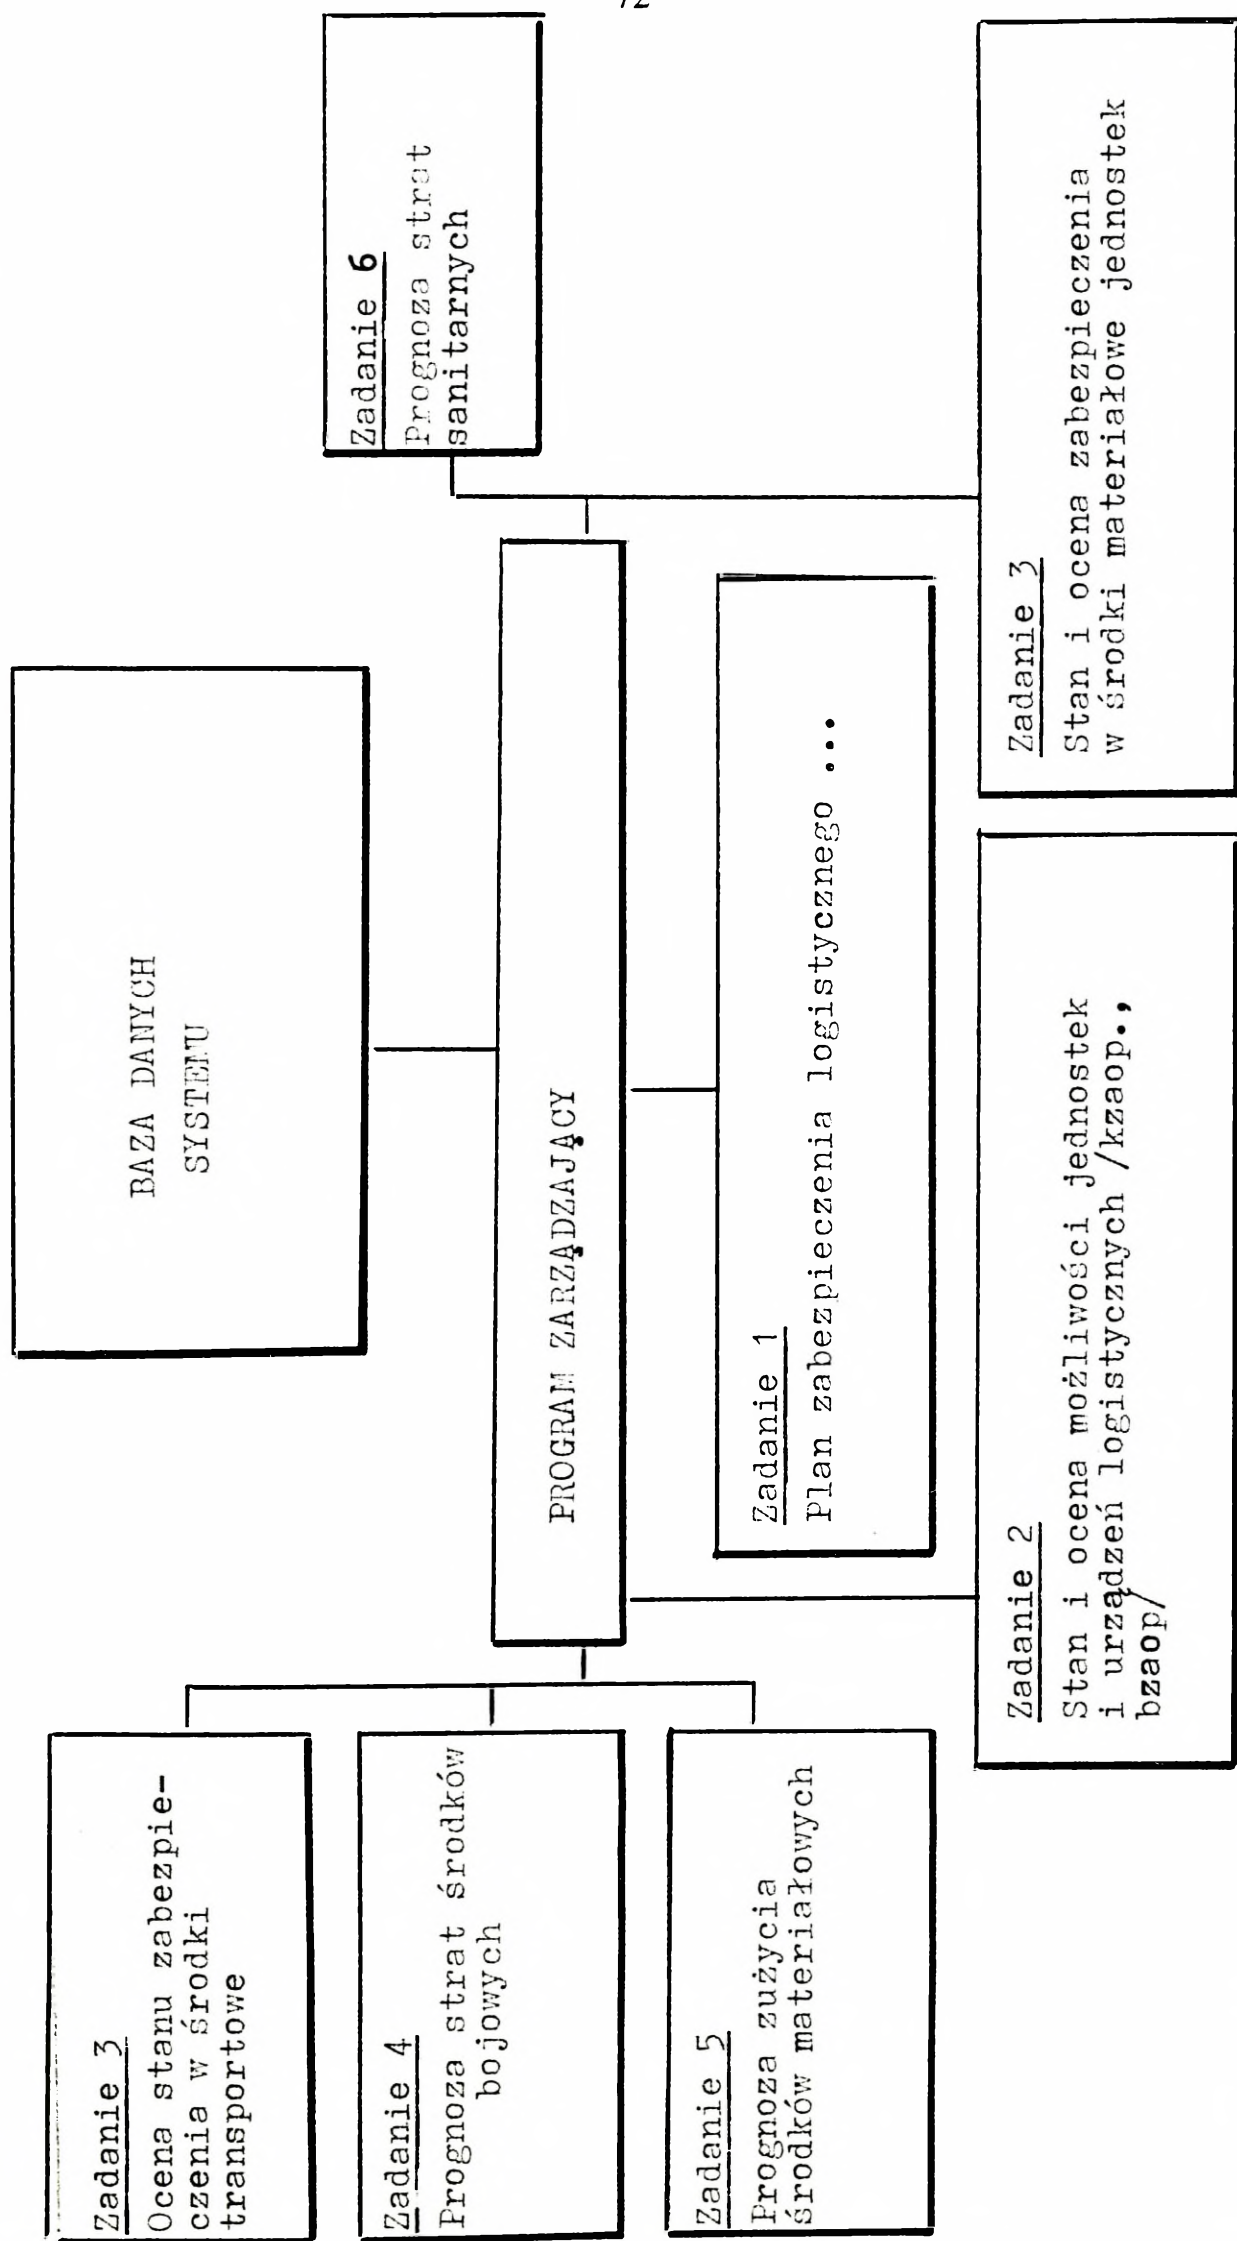 BAZA DANYCH
SYSTEMU
Zadanie 3
Ocena stanu zabezpie-
czenia w środki
transportowe
Zadanie 4
Prognoza strat środków
bojowych
Zadanie 5
Prognoza zużycia
środków materiałowych
PROGRAM ZARZĄDZAJĄCY
Zadanie 6
Prognoza strat
sanitarnych
Zadanie 1
Plan zabezpieczenia logistycznego ...
Zadanie 2
Stan i ocena możliwości jednostek
i urządzeń logistycznych /kzaop.,
bzaop/
Zadanie 3
Stan i ocena zabezpieczenia
w środki materiałowe jednostek